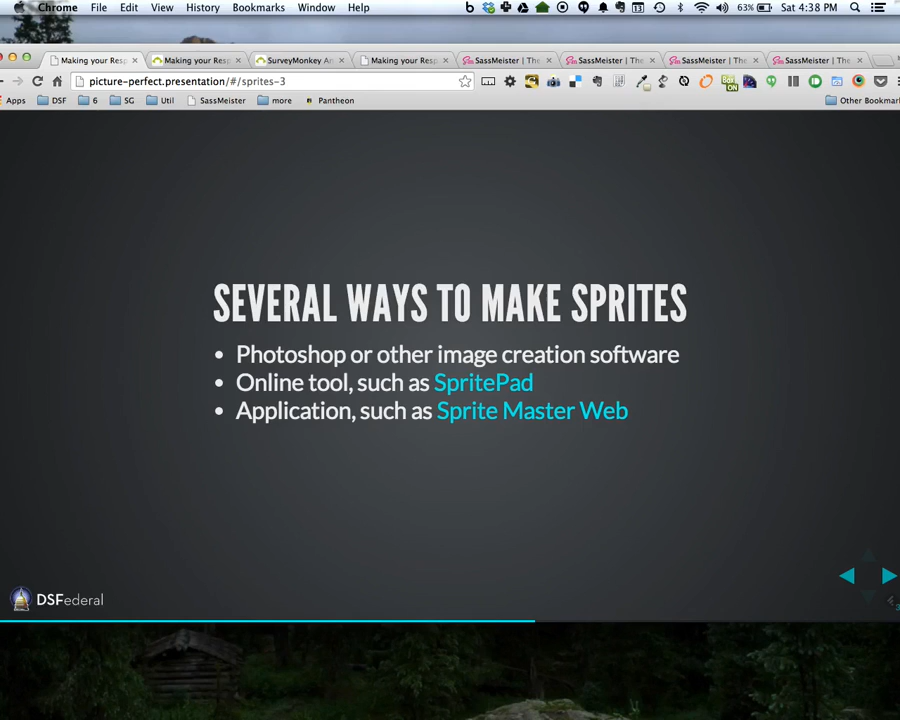 Chrome File Edit View History Bookmarks Window Help 63% Sat 4:38 PM
Making your Resp Making your Resp SurveyMonkey An Making your Resp SassMeister | The SassMeister | The SassMeister | The SassMeister | The
picture-perfect.presentation/#/sprites-3
Apps DSF 6 SG Util SassMeister more Pantheon Other Bookmar
SEVERAL WAYS TO MAKE SPRITES
• Photoshop or other image creation software
• Online tool, such as SpritePad
• Application, such as Sprite Master Web
DSFederal